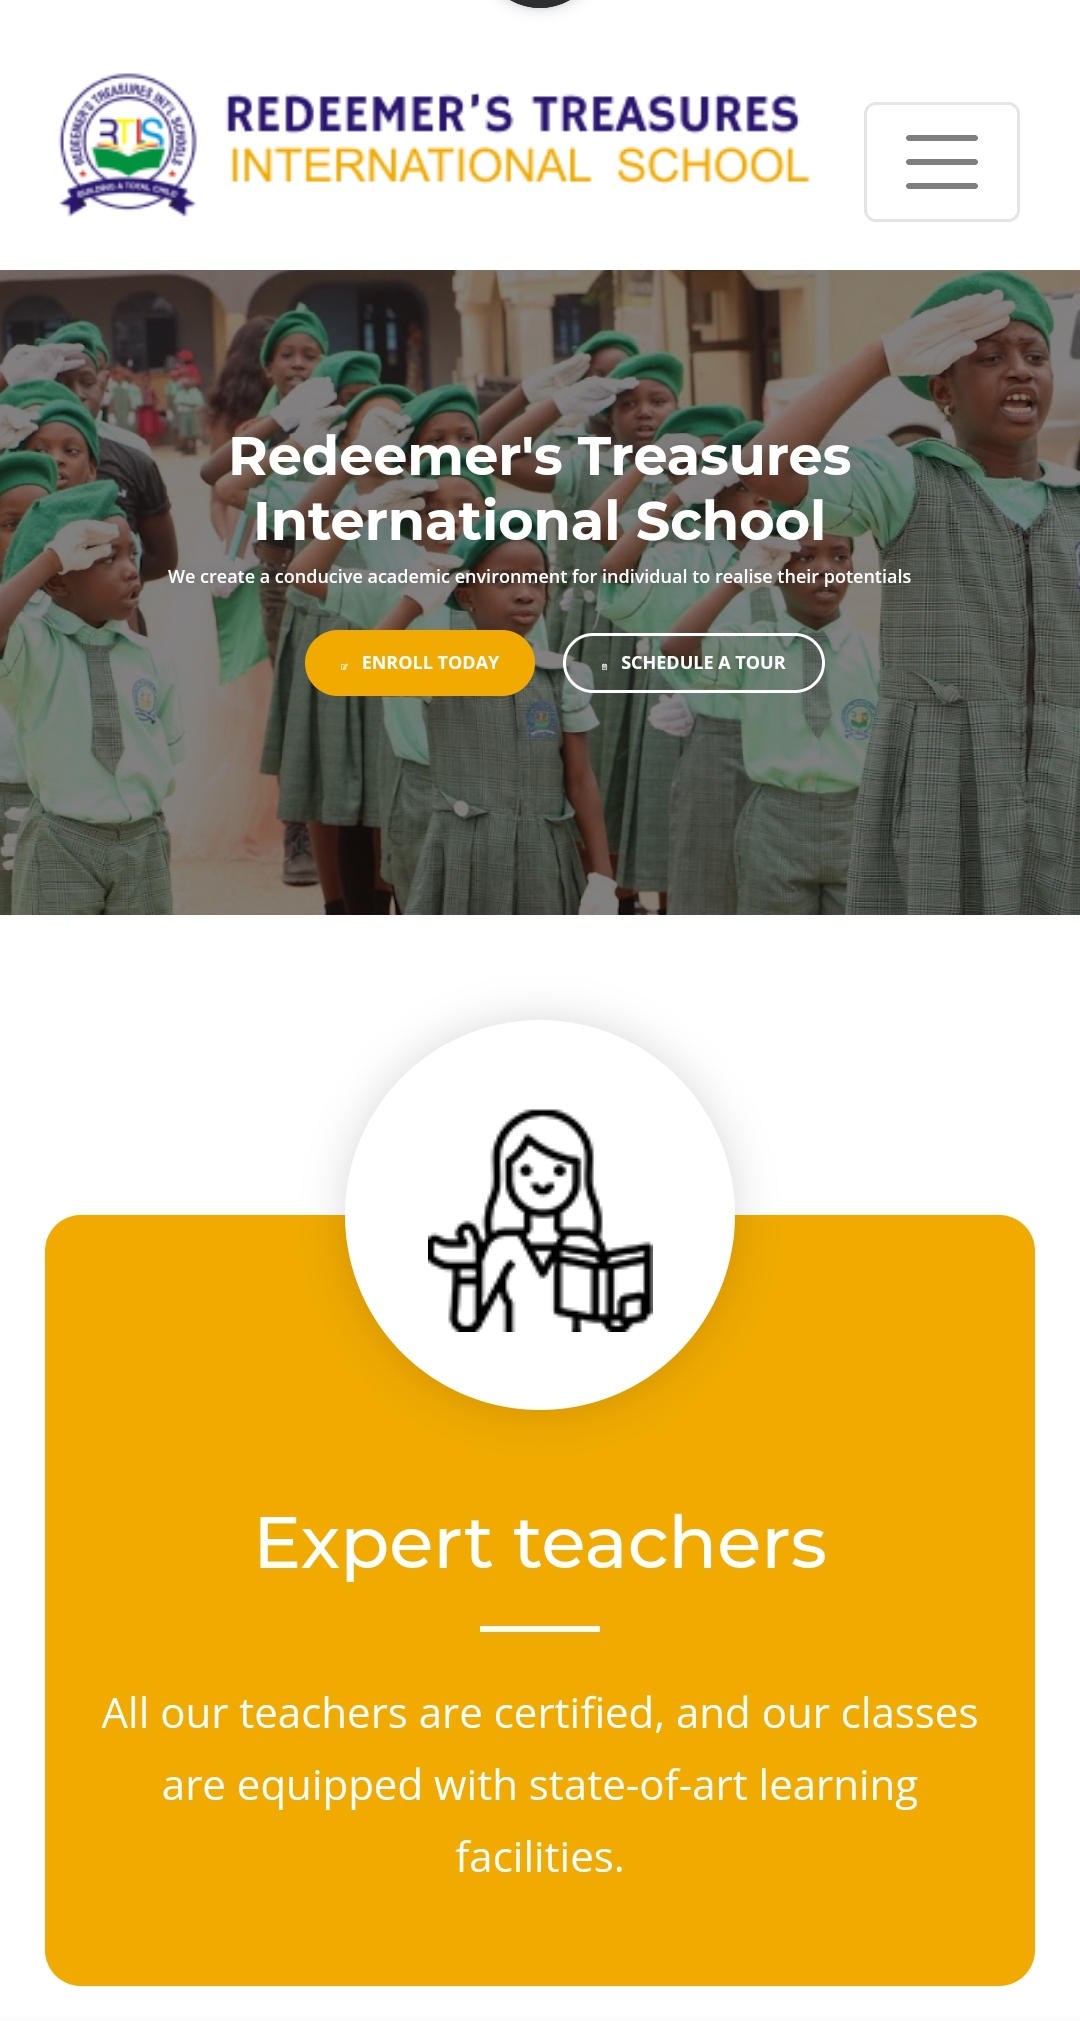 REDEEMER'S TREASURES INT'L SCHOOLS
RTIS
BUILDING A TOTAL CHILD
REDEEMER'S TREASURES
INTERNATIONAL SCHOOL
Redeemer's Treasures
International School
We create a conducive academic environment for individual to realise their potentials
ENROLL TODAY
SCHEDULE A TOUR
Expert teachers
All our teachers are certified, and our classes
are equipped with state-of-art learning
facilities.